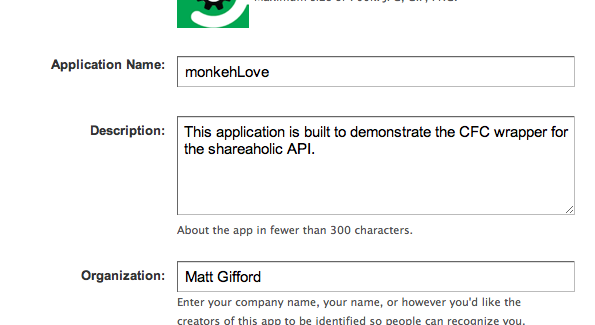 Application Name:
monkehLove
Description:
This application is built to demonstrate the CFC wrapper for
the shareaholic API.
About the app in fewer than 300 characters.
Organization:
Matt Gifford
Enter your company name, your name, or however you'd like the
creators of this app to be identified so people can recognize you.